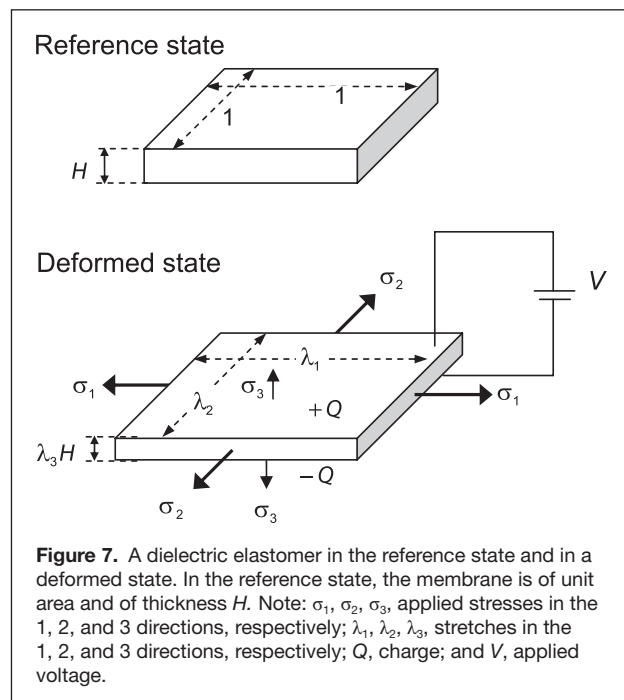 Reference state
1
1
H
Deformed state
σ₂
V
λ₁
σ₁
λ₂
σ₃
+Q
σ₁
λ₃H
−Q
σ₂
σ₃
Figure 7. A dielectric elastomer in the reference state and in a
deformed state. In the reference state, the membrane is of unit
area and of thickness H. Note: σ₁, σ₂, σ₃, applied stresses in the
1, 2, and 3 directions, respectively; λ₁, λ₂, λ₃, stretches in the
1, 2, and 3 directions, respectively; Q, charge; and V, applied
voltage.